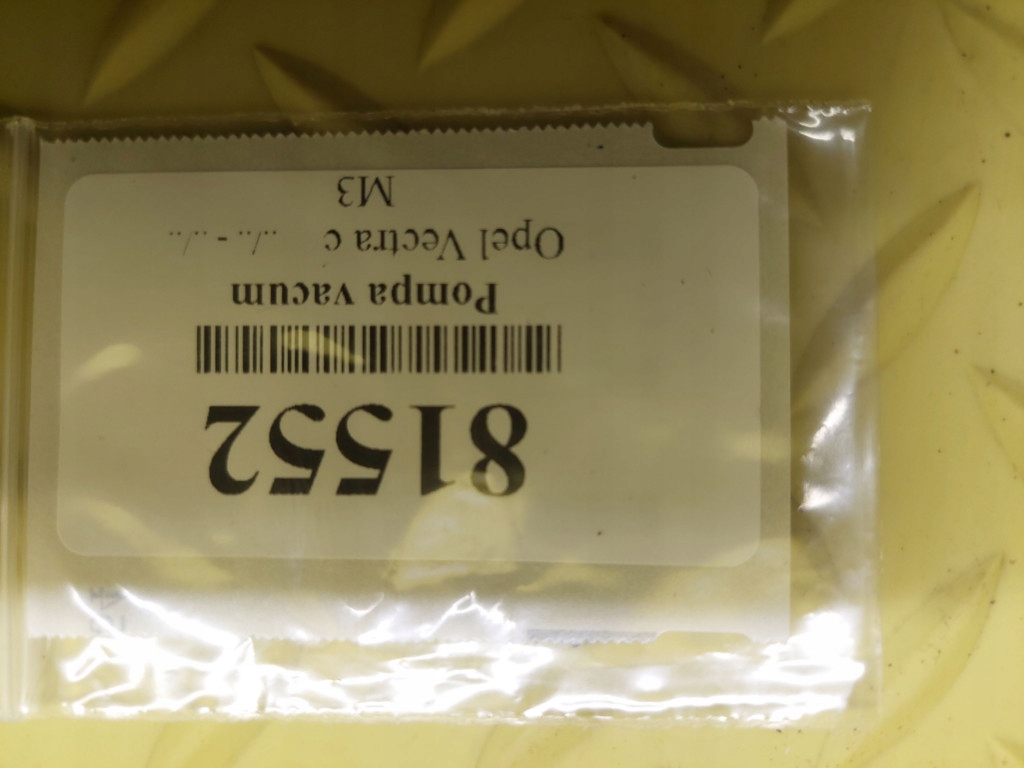 81552
Pompa vacum
Opel Vectra c ../.. - ../..
M3